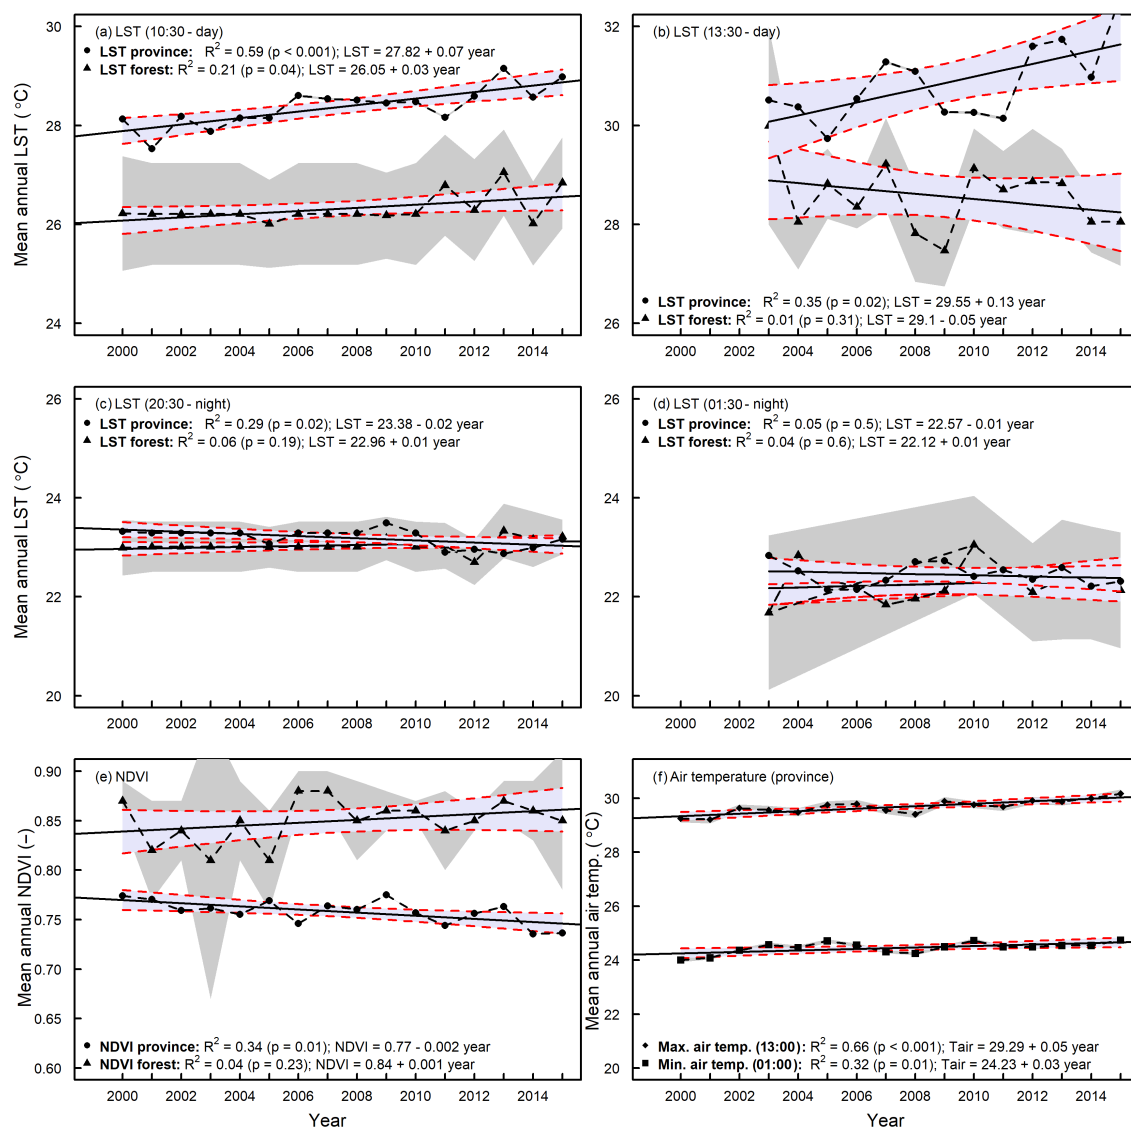 (a) LST (10:30 - day)
LST province: R2 = 0.59 (p < 0.001); LST = 27.82 + 0.07 year
LST forest: R2 = 0.21 (p = 0.04); LST = 26.05 + 0.03 year
30
28
26
24
Mean annual LST ( °C)
2000 2002 2004 2006 2008 2010 2012 2014
(b) LST (13:30 - day)
32
30
28
26
LST province: R2 = 0.35 (p = 0.02); LST = 29.55 + 0.13 year
LST forest: R2 = 0.01 (p = 0.31); LST = 29.1 - 0.05 year
2000 2002 2004 2006 2008 2010 2012 2014
(c) LST (20:30 - night)
LST province: R2 = 0.29 (p = 0.02); LST = 23.38 - 0.02 year
LST forest: R2 = 0.06 (p = 0.19); LST = 22.96 + 0.01 year
26
24
22
20
Mean annual LST ( °C)
2000 2002 2004 2006 2008 2010 2012 2014
(d) LST (01:30 - night)
LST province: R2 = 0.05 (p = 0.5); LST = 22.57 - 0.01 year
LST forest: R2 = 0.04 (p = 0.6); LST = 22.12 + 0.01 year
26
24
22
20
2000 2002 2004 2006 2008 2010 2012 2014
(e) NDVI
0.90
0.85
0.80
0.75
0.70
0.65
0.60
Mean annual NDVI (−)
NDVI province: R2 = 0.34 (p = 0.01); NDVI = 0.77 - 0.002 year
NDVI forest: R2 = 0.04 (p = 0.23); NDVI = 0.84 + 0.001 year
2000 2002 2004 2006 2008 2010 2012 2014
Year
(f) Air temperature (province)
30
28
26
24
22
20
Mean annual air temp. ( °C)
Max. air temp. (13:00): R2 = 0.66 (p < 0.001); Tair = 29.29 + 0.05 year
Min. air temp. (01:00): R2 = 0.32 (p = 0.01); Tair = 24.23 + 0.03 year
2000 2002 2004 2006 2008 2010 2012 2014
Year